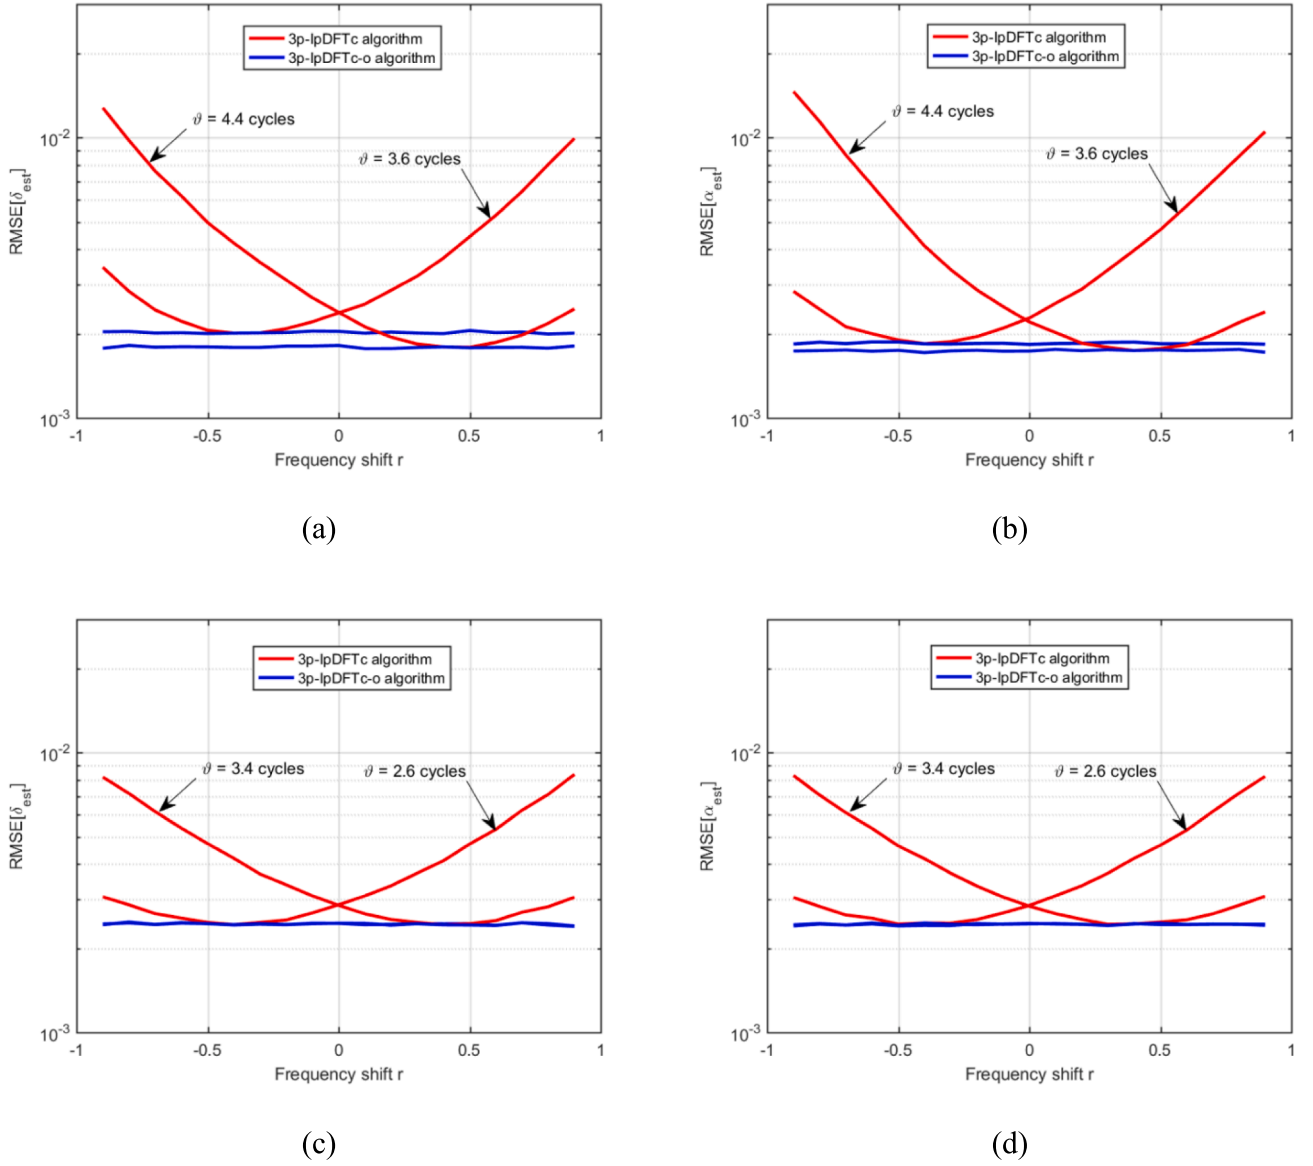 3p-IpDFTc algorithm
3p-IpDFTc-o algorithm
ϑ = 4.4 cycles
ϑ = 3.6 cycles
10-2
10-3
RMSE[δest]
-1 -0.5 0 0.5 1
Frequency shift r
(a)
3p-IpDFTc algorithm
3p-IpDFTc-o algorithm
ϑ = 4.4 cycles
ϑ = 3.6 cycles
10-2
10-3
RMSE[αest]
-1 -0.5 0 0.5 1
Frequency shift r
(b)
3p-IpDFTc algorithm
3p-IpDFTc-o algorithm
ϑ = 3.4 cycles
ϑ = 2.6 cycles
10-2
10-3
RMSE[δest]
-1 -0.5 0 0.5 1
Frequency shift r
(c)
3p-IpDFTc algorithm
3p-IpDFTc-o algorithm
ϑ = 3.4 cycles
ϑ = 2.6 cycles
10-2
10-3
RMSE[αest]
-1 -0.5 0 0.5 1
Frequency shift r
(d)